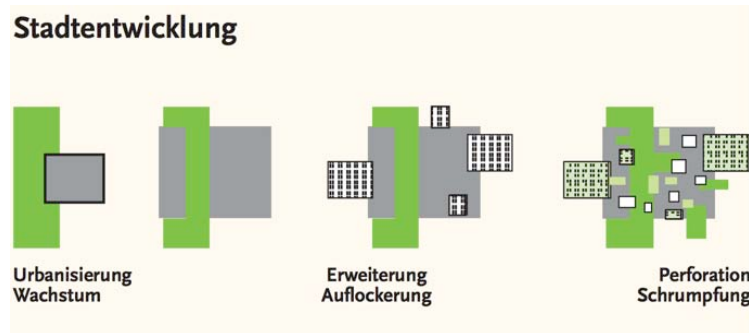 Stadtentwicklung
Urbanisierung
Wachstum
Erweiterung
Auflockerung
Perforation
Schrumpfung